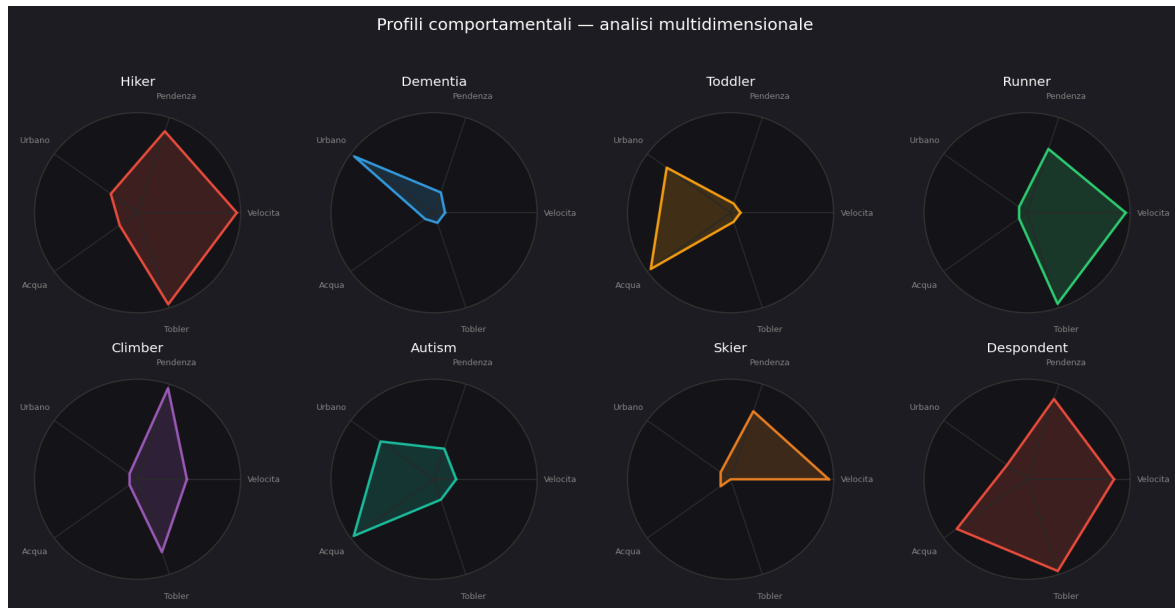 Profili comportamentali — analisi multidimensionale
Hiker
Pendenza
Urbano
Velocita
Acqua
Tobler
Dementia
Pendenza
Urbano
Velocita
Acqua
Tobler
Toddler
Pendenza
Urbano
Velocita
Acqua
Tobler
Runner
Pendenza
Urbano
Velocita
Acqua
Tobler
Climber
Pendenza
Urbano
Velocita
Acqua
Tobler
Autism
Pendenza
Urbano
Velocita
Acqua
Tobler
Skier
Pendenza
Urbano
Velocita
Acqua
Tobler
Despondent
Pendenza
Urbano
Velocita
Acqua
Tobler